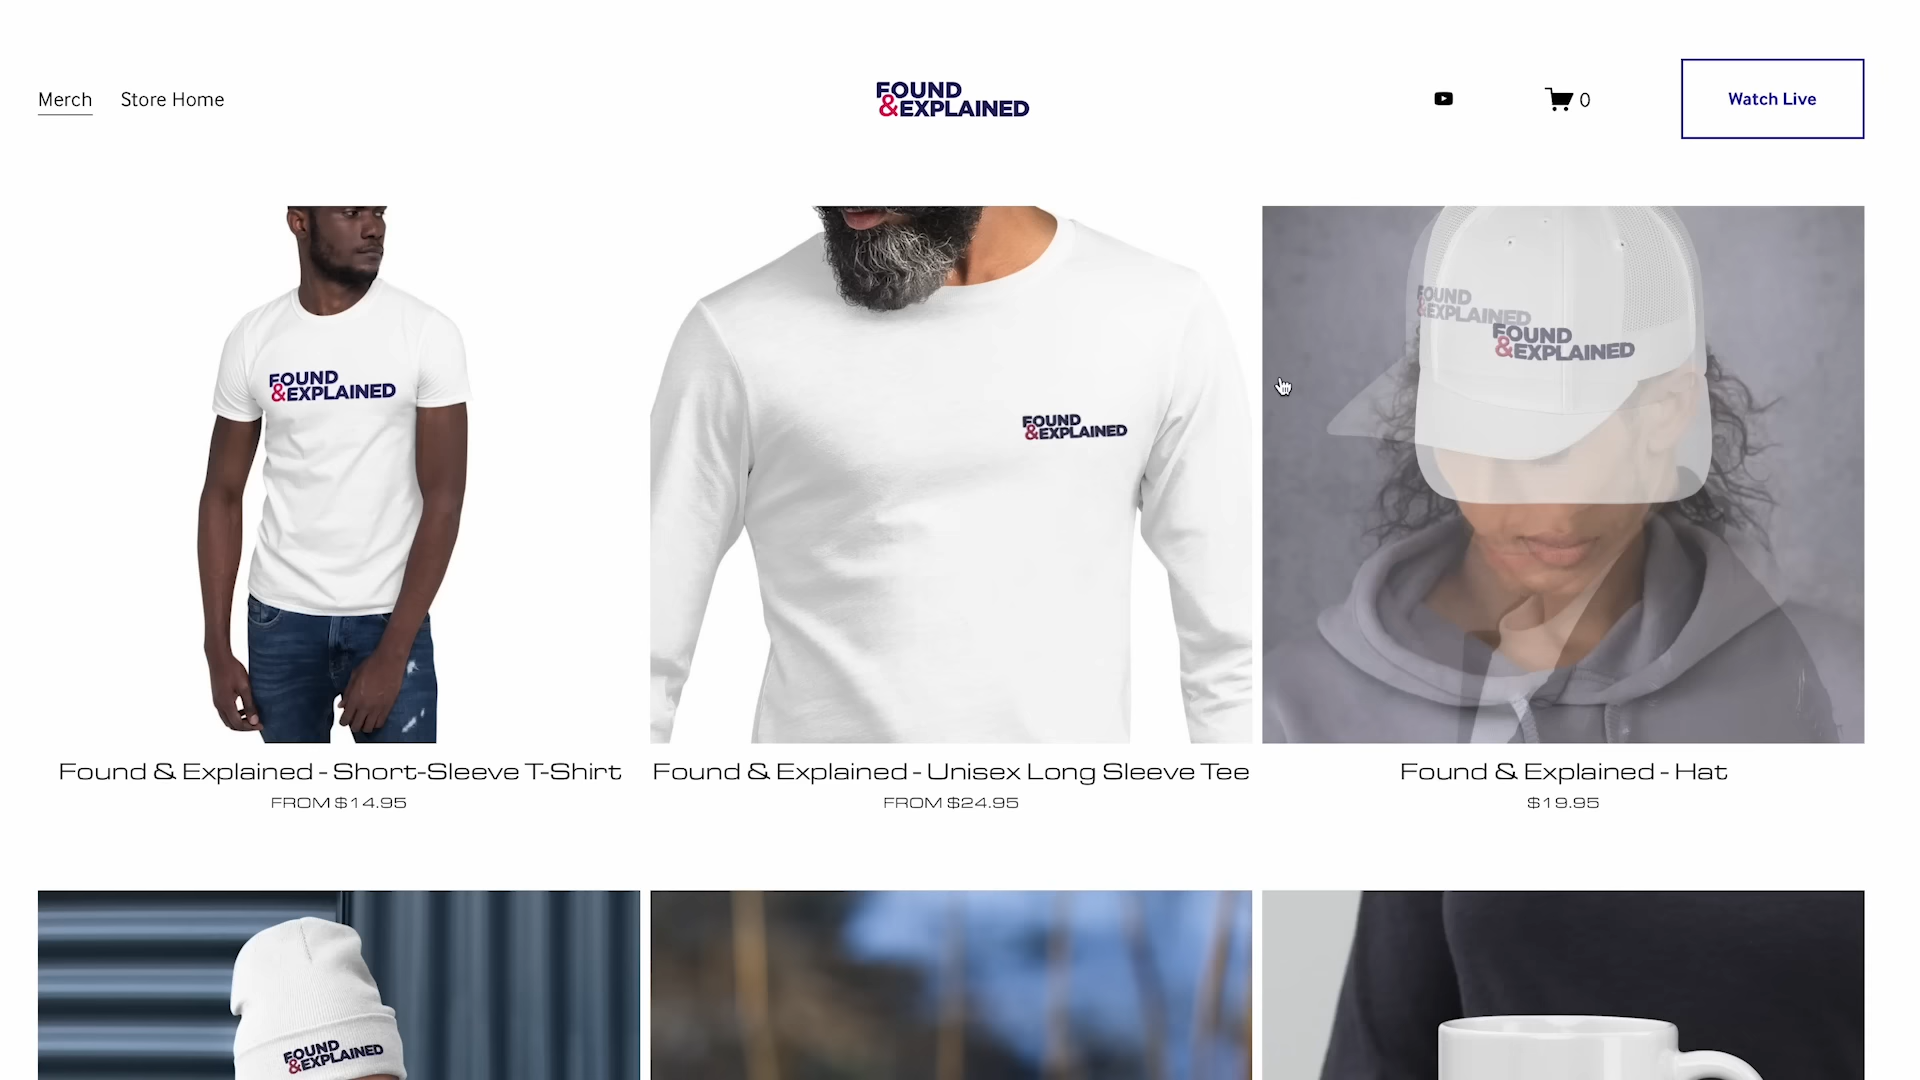 Merch
Store Home
FOUND
&EXPLAINED
0
Watch Live
FOUND
&EXPLAINED
FOUND
&EXPLAINED
FOUND
&EXPLAINED
FOUND
&EXPLAINED
Found & Explained - Short-Sleeve T-Shirt
FROM $14.95
Found & Explained - Unisex Long Sleeve Tee
FROM $24.95
Found & Explained - Hat
$19.95
FOUND
&EXPLAINED